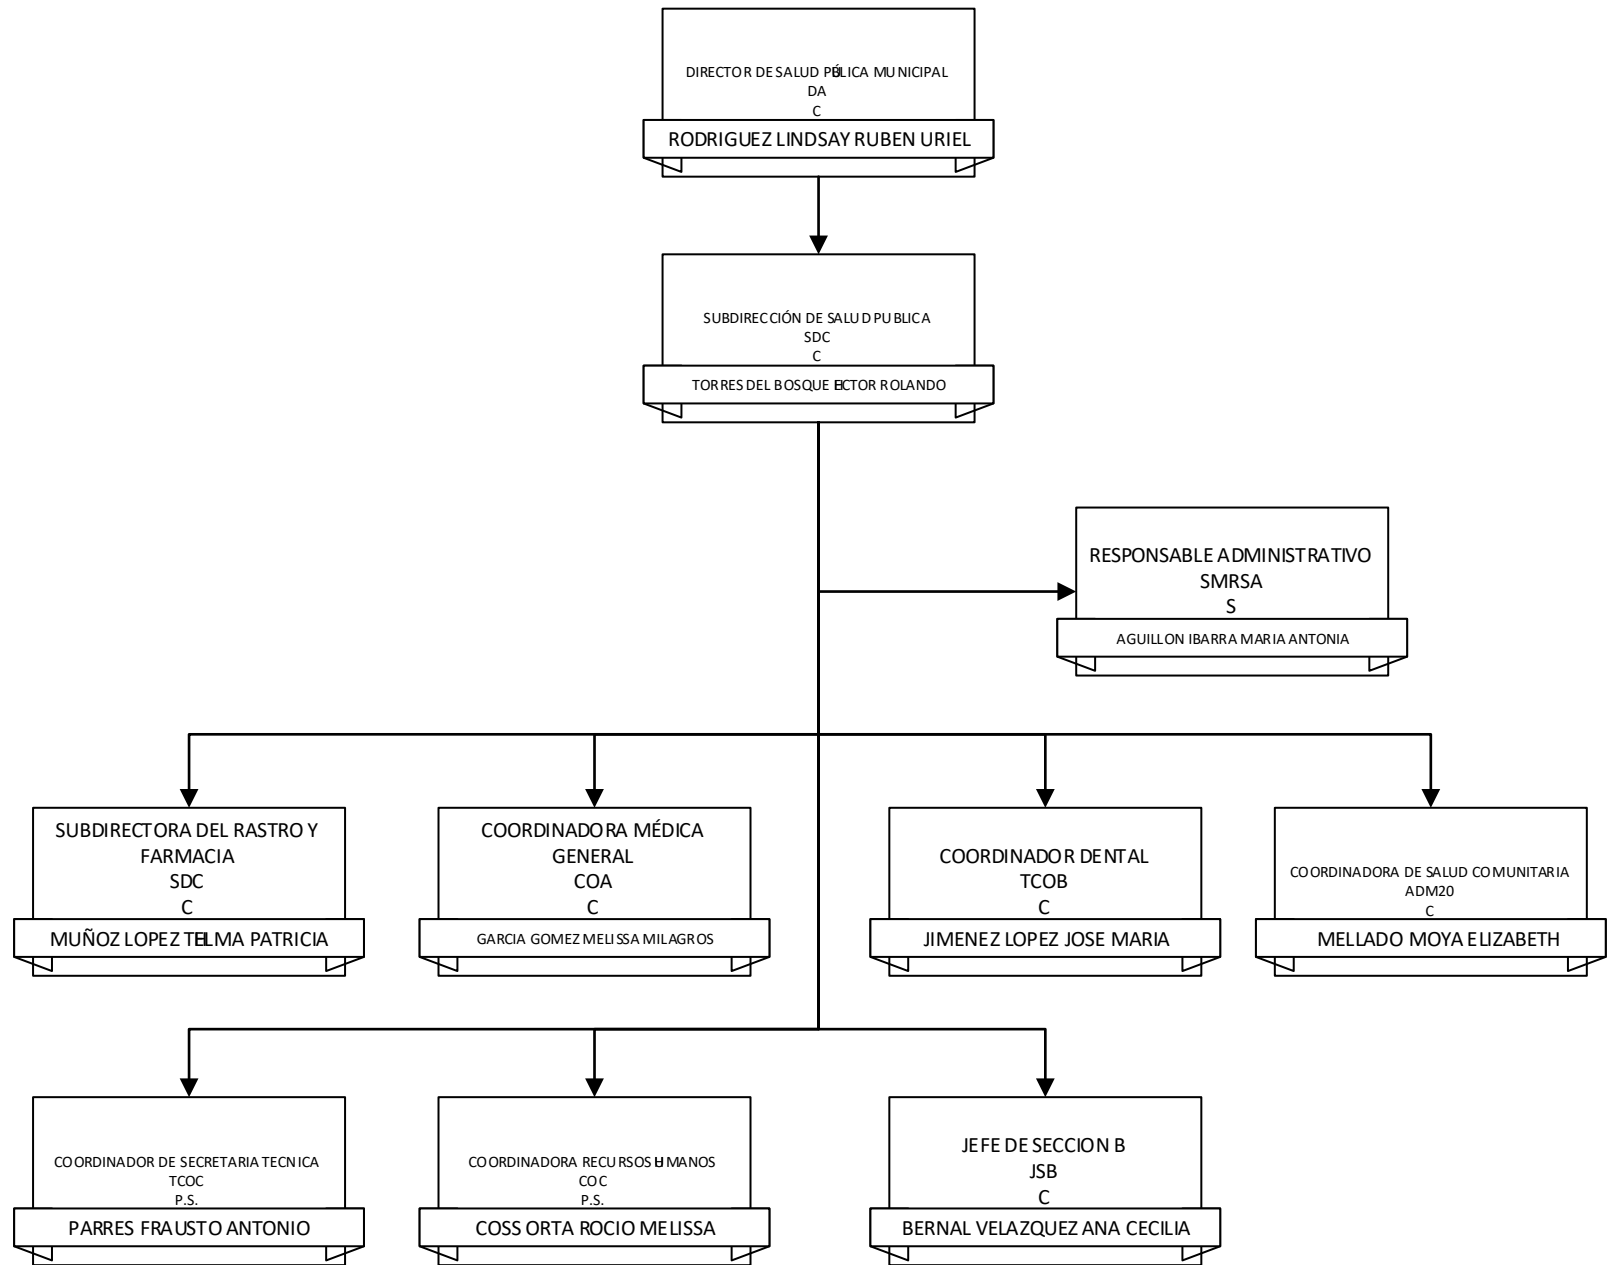 DIRECTOR DE SALUD PÚBLICA MUNICIPAL
DA
C
RODRIGUEZ LINDSAY RUBEN URIEL
SUBDIRECCIÓN DE SALUD PUBLICA
SDC
C
TORRES DEL BOSQUE HECTOR ROLANDO
RESPONSABLE ADMINISTRATIVO
SMRSA
S
AGUILLON IBARRA MARIA ANTONIA
SUBDIRECTORA DEL RASTRO Y
FARMACIA
SDC
C
MUÑOZ LOPEZ THELMA PATRICIA
COORDINADORA MÉDICA
GENERAL
COA
C
GARCIA GOMEZ MELISSA MILAGROS
COORDINADOR DENTAL
TCOB
C
JIMENEZ LOPEZ JOSE MARIA
COORDINADORA DE SALUD COMUNITARIA
ADM20
C
MELLADO MOYA ELIZABETH
COORDINADOR DE SECRETARIA TECNICA
TCOC
P.S.
PARRES FRAUSTO ANTONIO
COORDINADORA RECURSOS HUMANOS
COC
P.S.
COSS ORTA ROCIO MELISSA
JEFE DE SECCION B
JSB
C
BERNAL VELAZQUEZ ANA CECILIA